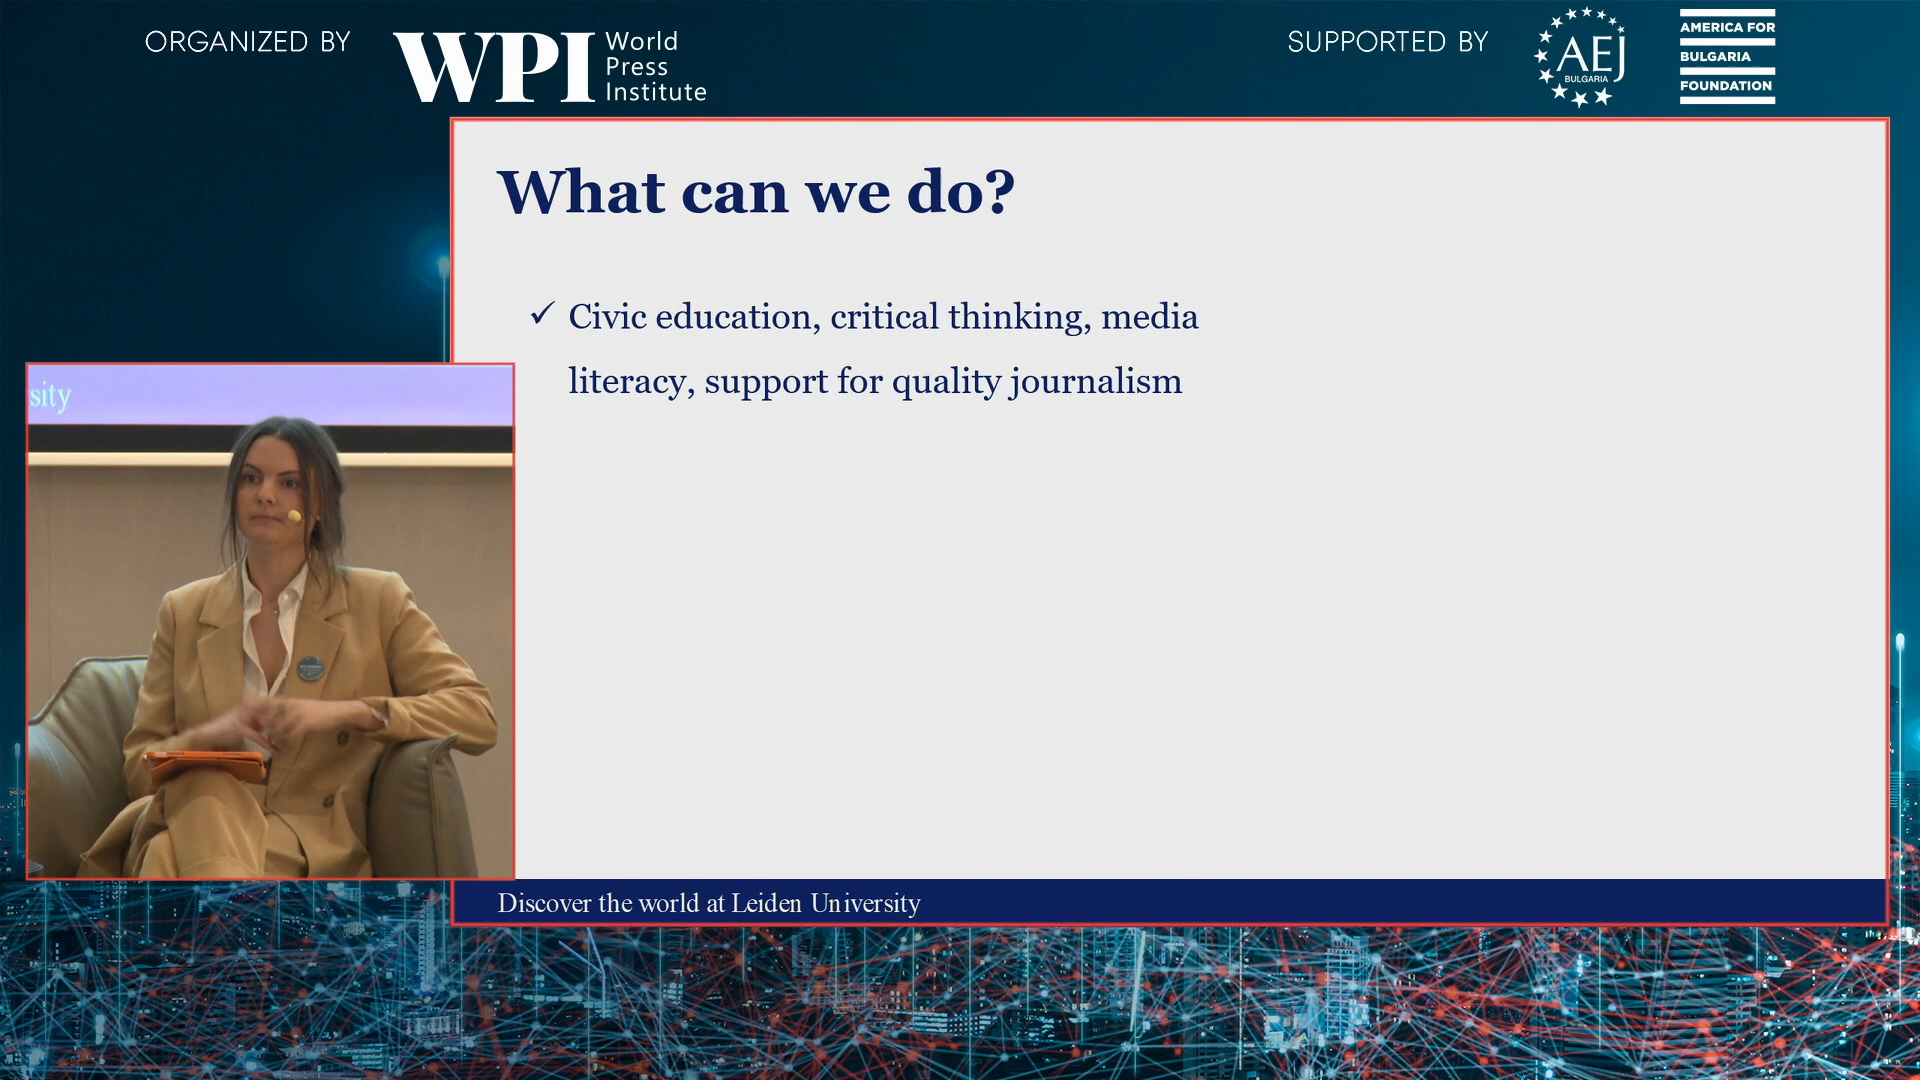 ORGANIZED BY
WPI
World
Press
Institute
SUPPORTED BY
AEJ
BULGARIA
AMERICA FOR
BULGARIA
FOUNDATION
What can we do?
✓ Civic education, critical thinking, media
literacy, support for quality journalism
sity
Discover the world at Leiden University